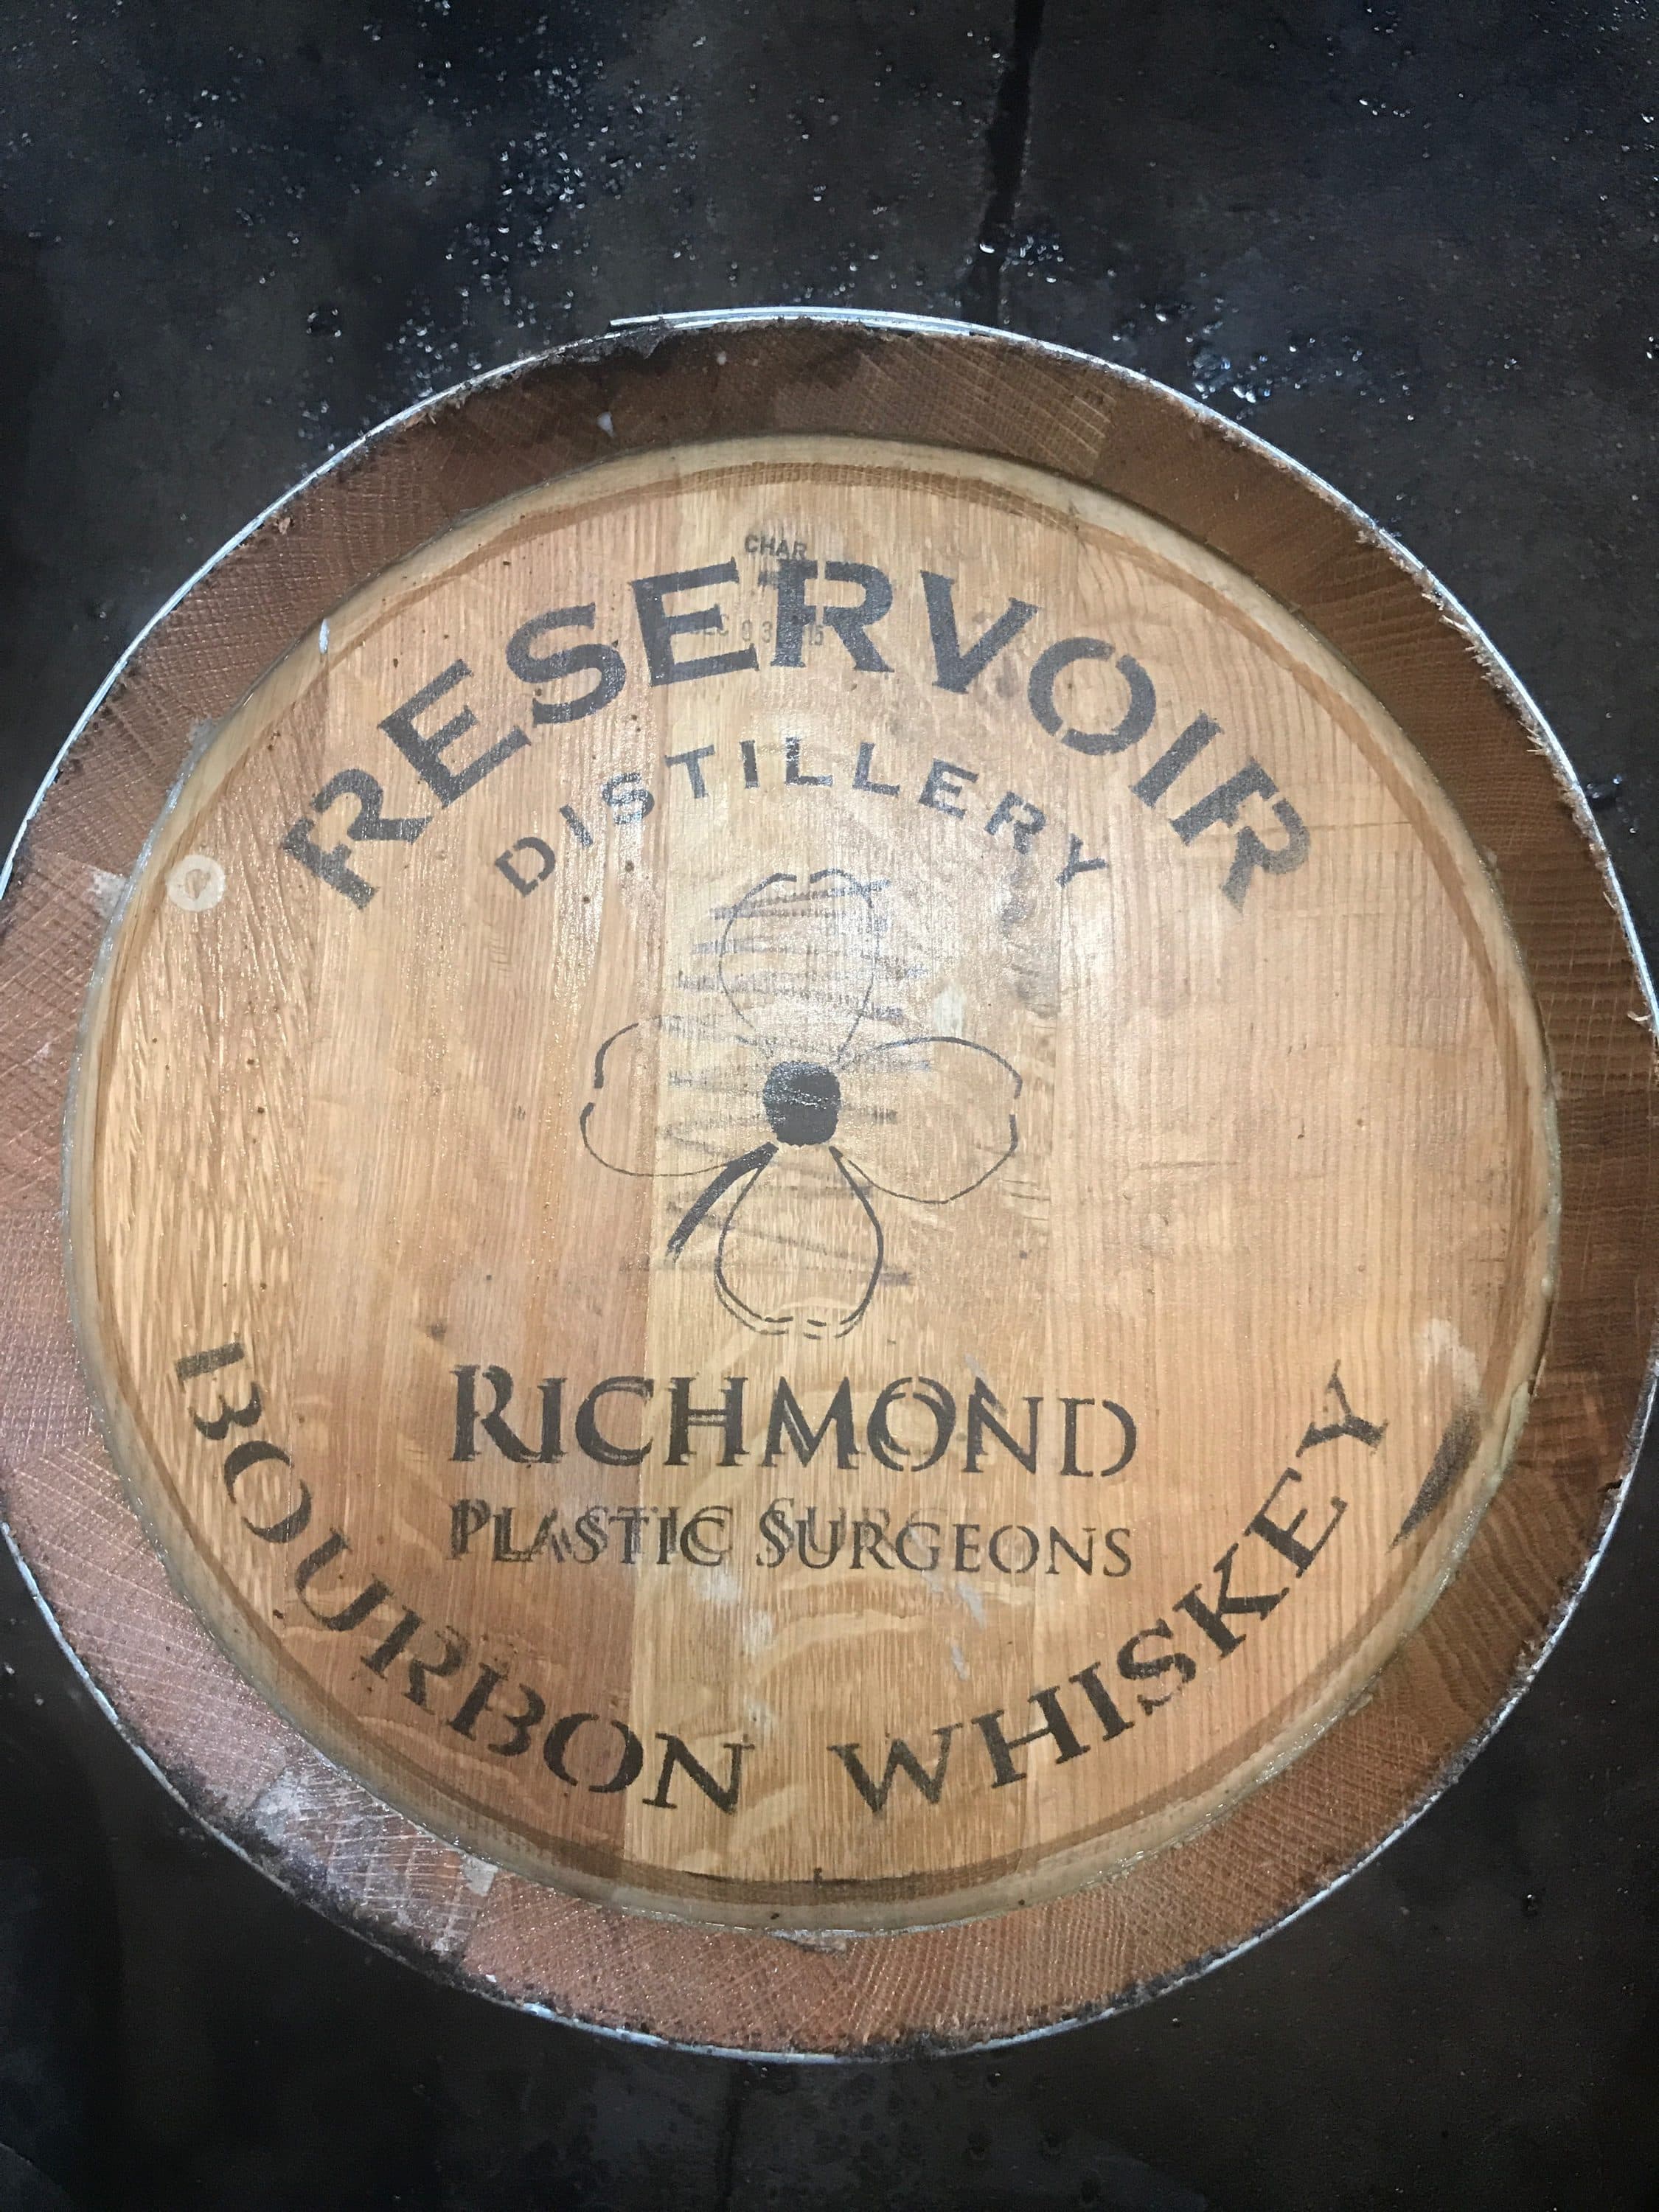 CHAR
RESERVOIR
DISTILLERY
RICHMOND
PLASTIC SURGEONS
BOURBON WHISKEY